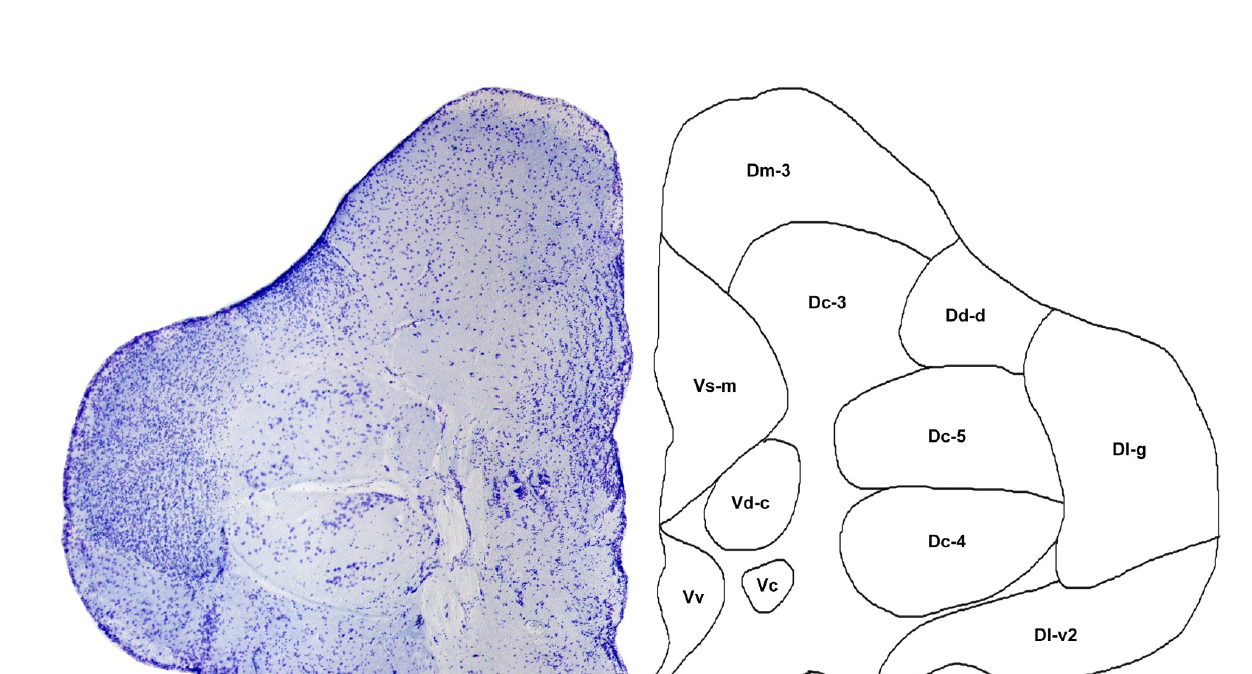 Dm-3
Dc-3
Dd-d
Vs-m
Dc-5
Dl-g
Vd-c
Dc-4
Vc
Vv
Dl-v2